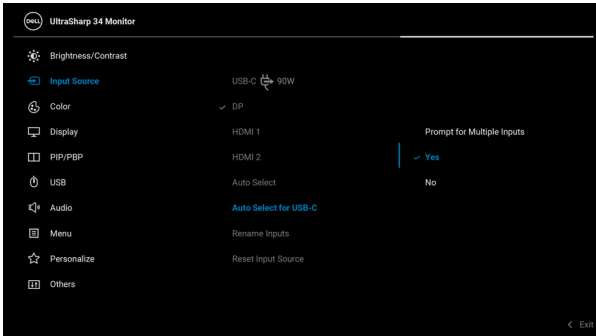 DELL
UltraSharp 34 Monitor
Brightness/Contrast
Input Source
USB-C 90W
Color
DP
Display
HDMI 1
Prompt for Multiple Inputs
PIP/PBP
HDMI 2
Yes
USB
Auto Select
No
Audio
Auto Select for USB-C
Menu
Rename Inputs
Personalize
Reset Input Source
Others
Exit